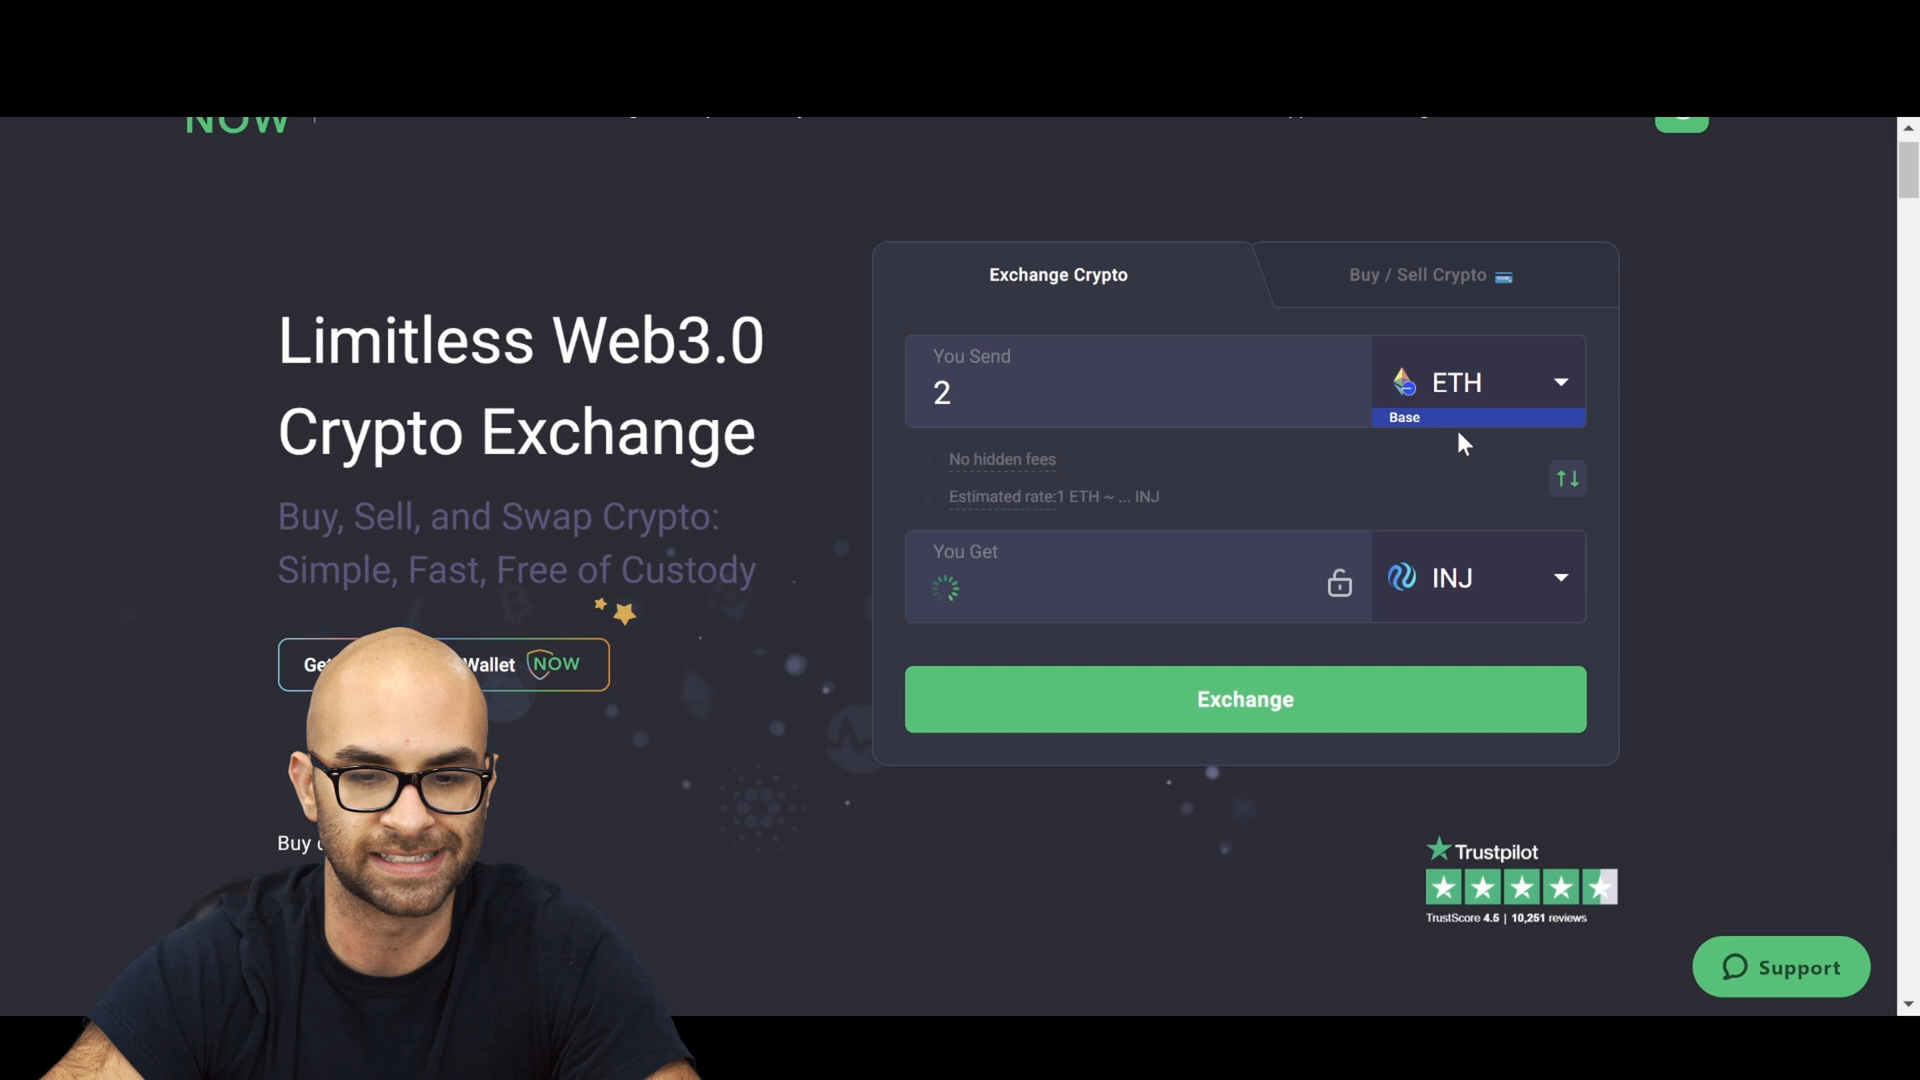 NOW
Exchange Crypto
Buy / Sell Crypto
Limitless Web3.0
Crypto Exchange
Buy, Sell, and Swap Crypto:
Simple, Fast, Free of Custody
Wallet NOW
Buy
You Send
2
ETH
Base
No hidden fees
Estimated rate:1 ETH ~ ... INJ
You Get
INJ
Exchange
Trustpilot
TrustScore 4.5 | 10,251 reviews
Support